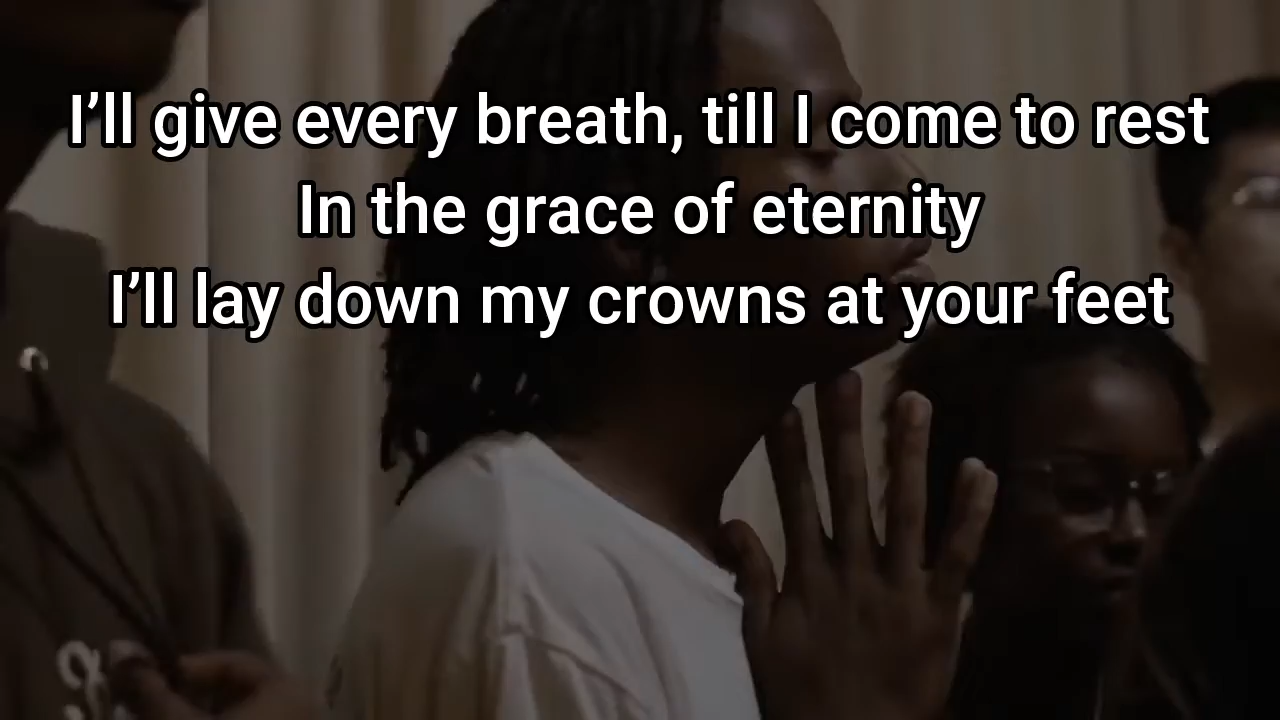 I’ll give every breath, till I come to rest
In the grace of eternity
I’ll lay down my crowns at your feet